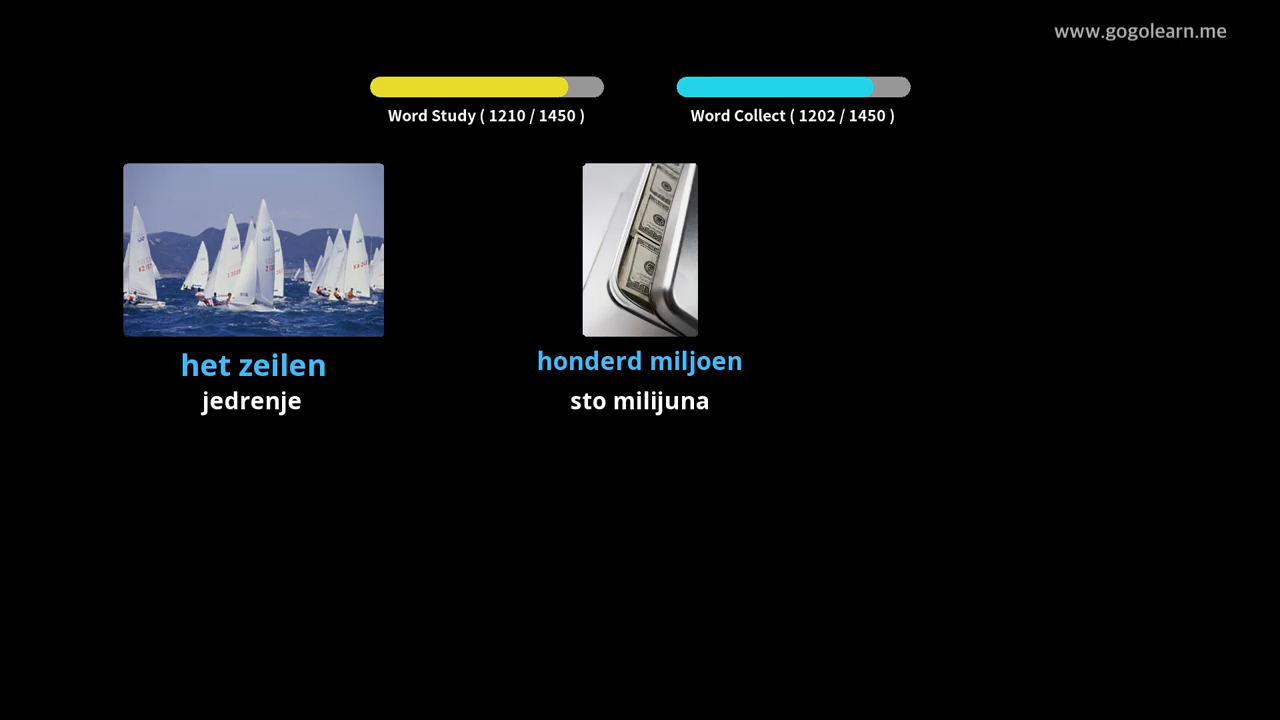 www.gogolearn.me
Word Study ( 1210 / 1450 )
Word Collect ( 1202 / 1450 )
het zeilen
jedrenje
honderd miljoen
sto milijuna